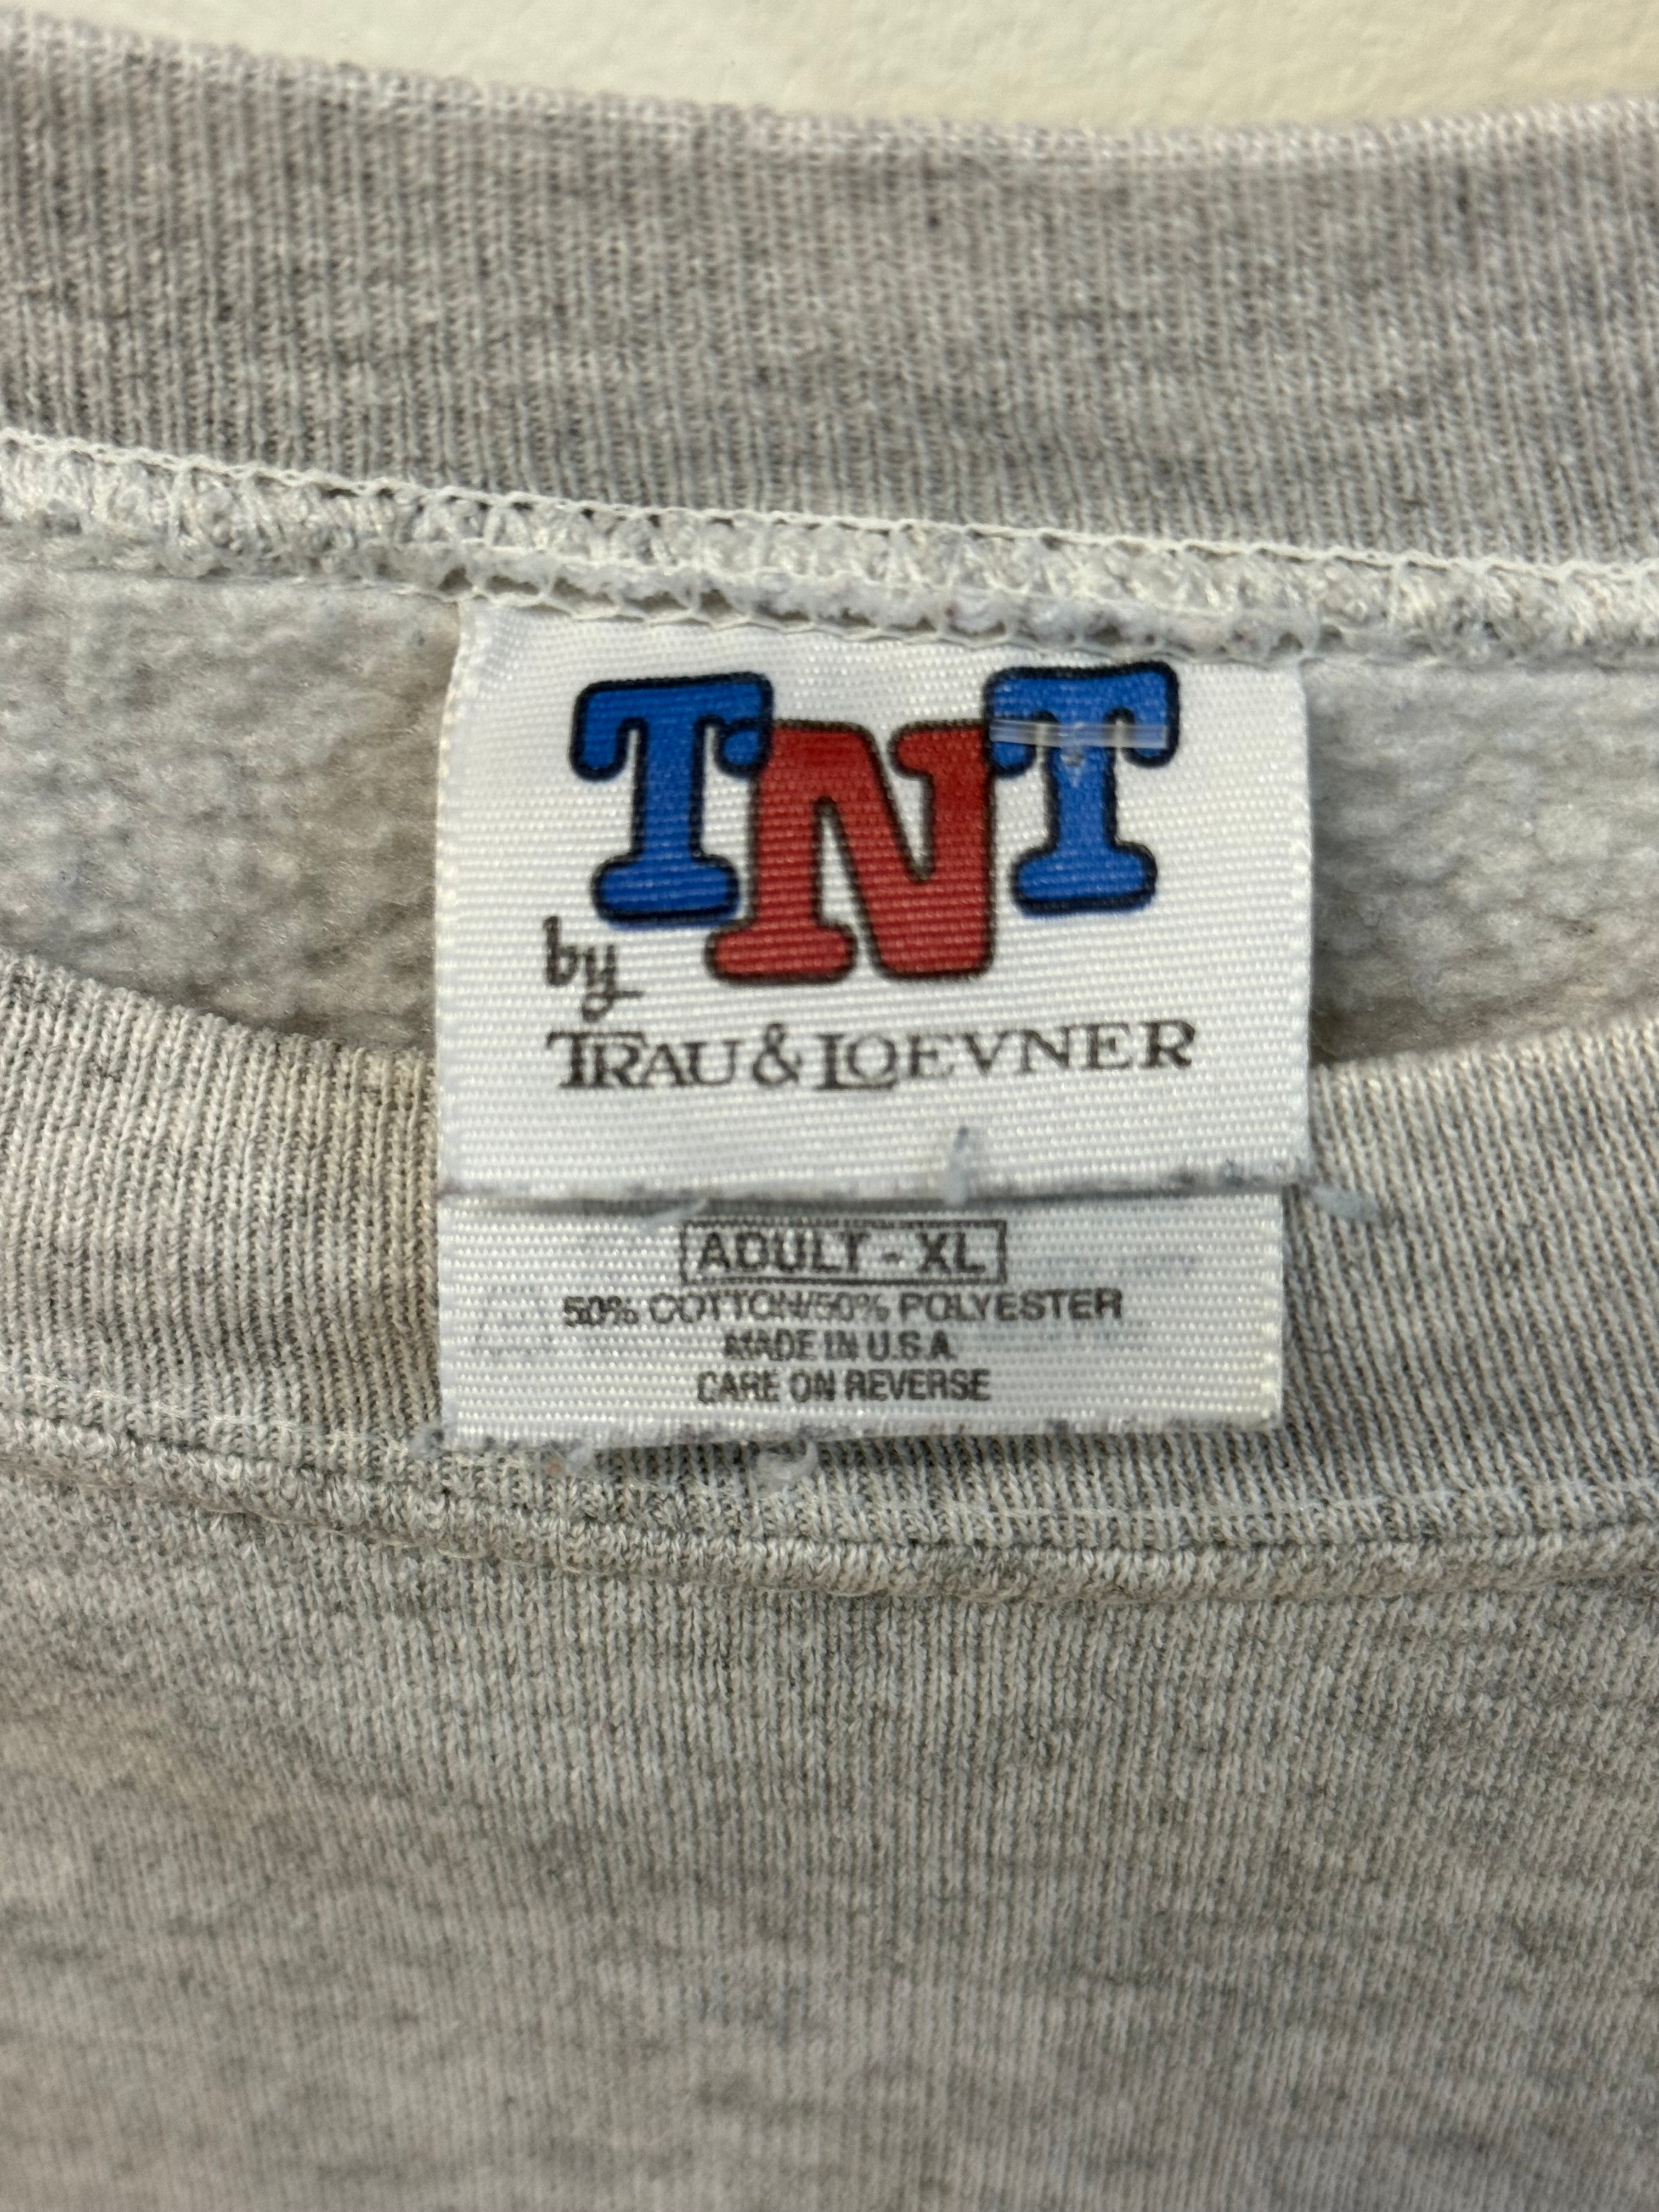 TNT
by
TRAU & LOEVNER
ADULT - XL
50% COTTON/50% POLYESTER
MADE IN U.S.A.
CARE ON REVERSE